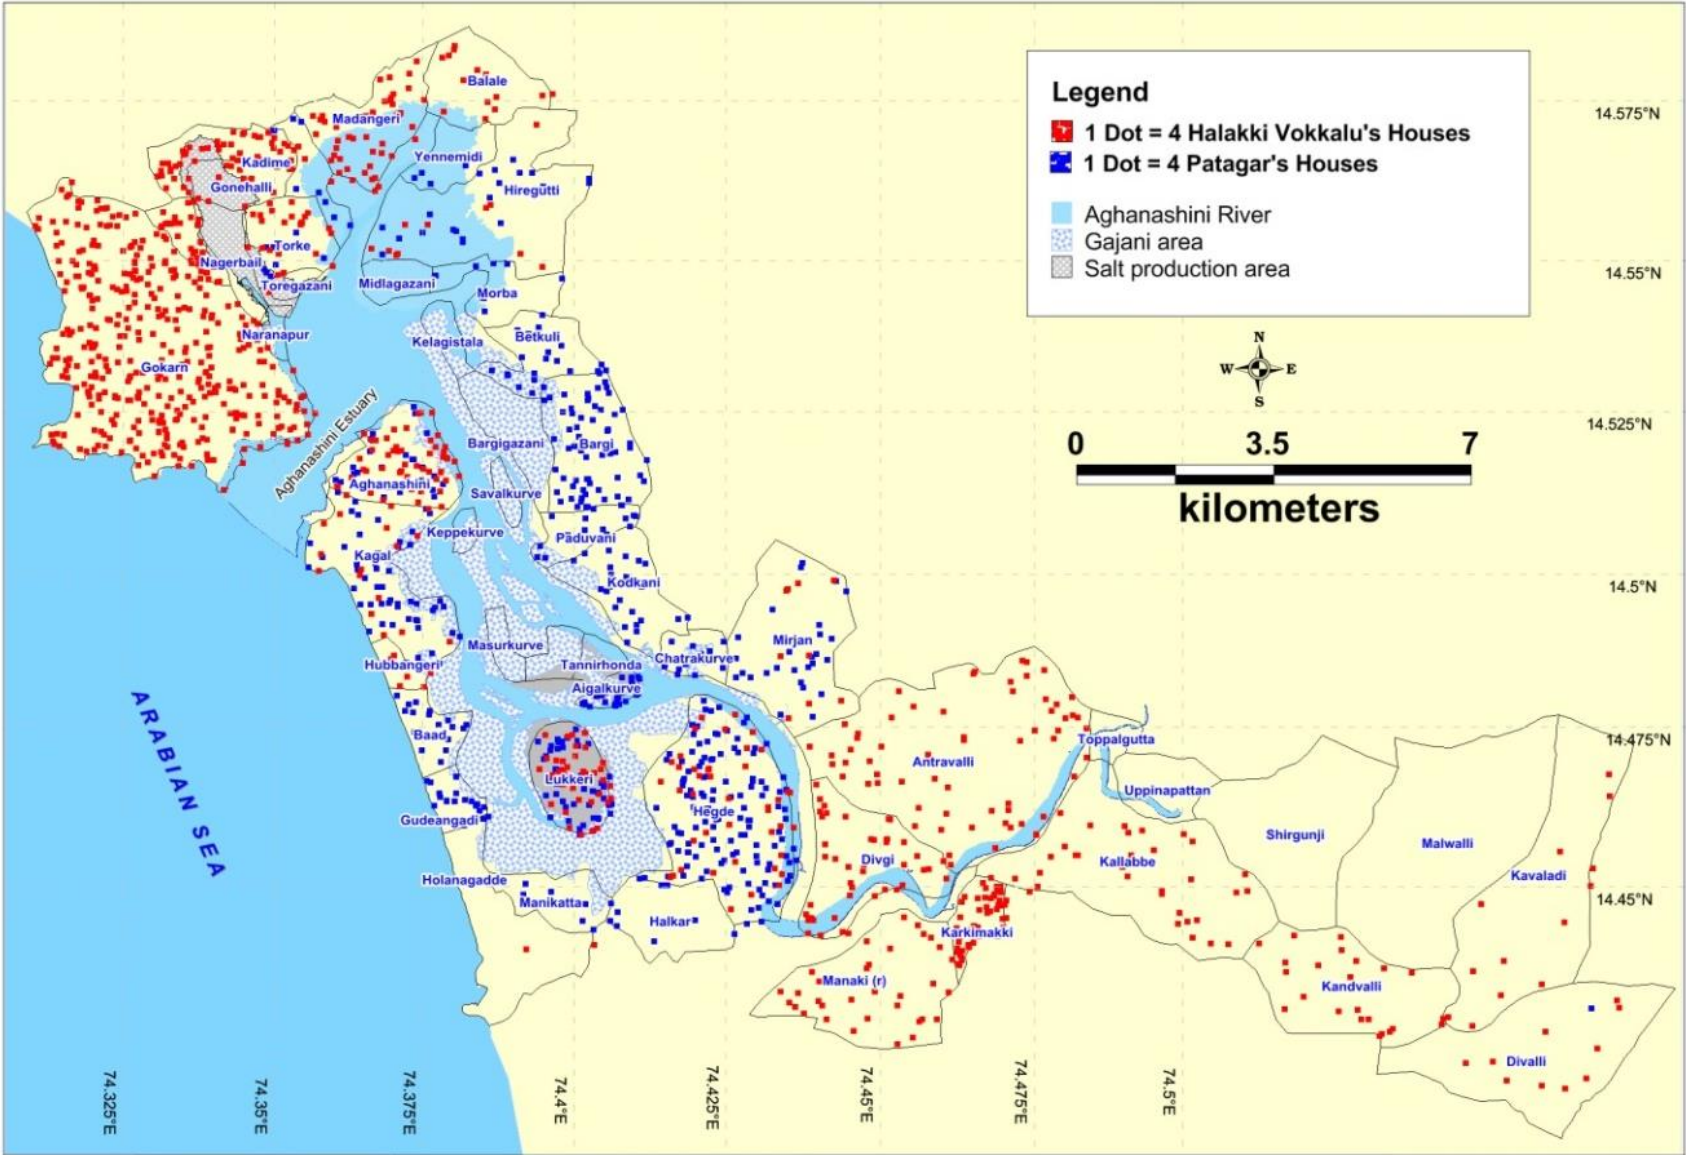 Legend
1 Dot = 4 Halakki Vokkalu's Houses
1 Dot = 4 Patagar's Houses
Aghanashini River
Gajani area
Salt production area
N
W E
S
0 3.5 7
kilometers
14.575°N
14.55°N
14.525°N
14.5°N
14.475°N
14.45°N
Balale
Madangeri
Yennemidi
Kadime
Gonehalli
Hiregutti
Torke
Nagerbail
Toregazani
Midlagazani
Morba
Naranapur
Kelagistala
Betkuli
Gokarn
Aghanashini Estuary
Bargigazani
Bargi
Aghanashini
Savalkurve
Keppekurve
Paduvani
Kagal
Kodkani
Masurkurve
Mirjan
Hubbangeri
Tannirhonda
Chatrakurve
Aigalkurve
Baad
Toppalgutta
Antravalli
Lukkeri
Uppinapattan
Hegde
Gudeangadi
Shirgunji
Malwalli
Divgi
Kallabbe
Kavaladi
Holanagadde
Manikatta
Halkar
Karkimakki
Manaki (r)
Kandvalli
Divalli
ARABIAN SEA
74.325°E
74.35°E
74.375°E
74.4°E
74.425°E
74.45°E
74.475°E
74.5°E